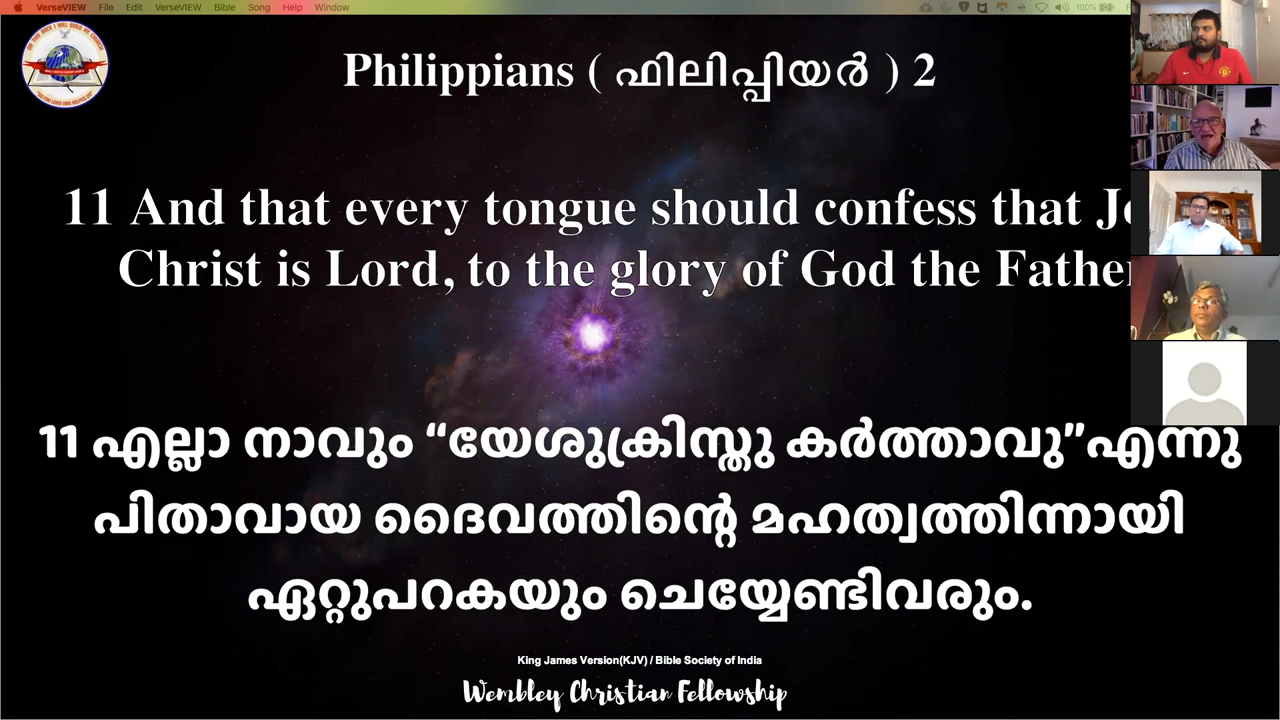 VerseVIEW File Edit VerseVIEW Bible Song Help Window 100%
Philippians ( ഫിലിപ്പിയർ ) 2
11 And that every tongue should confess that
Christ is Lord, to the glory of God the Father
11 എല്ലാ നാവും “യേശുക്രിസ്തു കർത്താവു”എന്നു
പിതാവായ ദൈവത്തിന്റെ മഹത്വത്തിന്നായി
ഏറ്റുപറകയും ചെയ്യേണ്ടിവരും.
King James Version(KJV) / Bible Society of India
Wembley Christian Fellowship